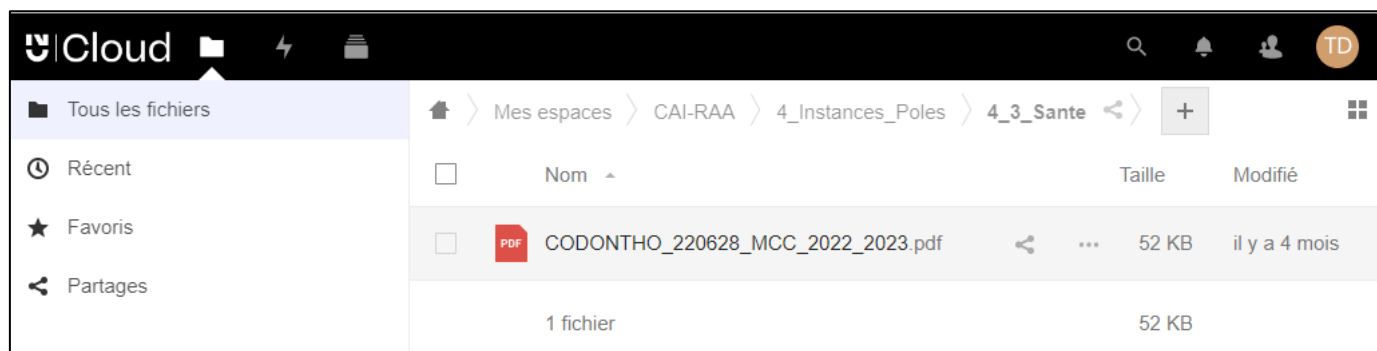 Cloud TD
Tous les fichiers
Mes espaces CAI-RAA 4_Instances_Poles 4_3_Sante +
Récent
Nom Taille Modifié
Favoris
PDF CODONTHO_220628_MCC_2022_2023.pdf ... 52 KB il y a 4 mois
Partages
1 fichier 52 KB